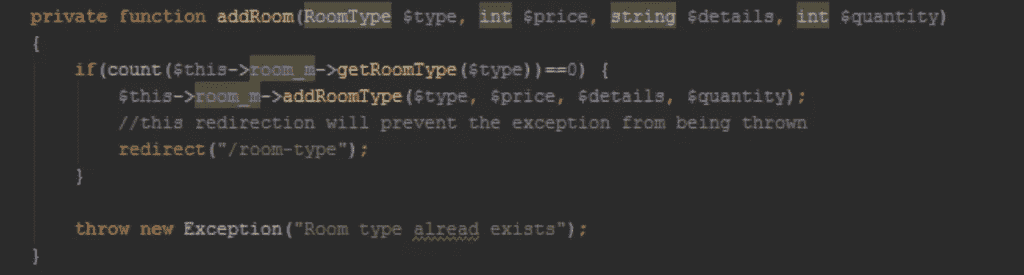 private function addRoom(RoomType $type, int $price, string $details, int $quantity)
{
if(count($this->room_m->getRoomType($type))==0) {
$this->room_m->addRoomType($type, $price, $details, $quantity);
//this redirection will prevent the exception from being thrown
redirect("/room-type");
}
throw new Exception("Room type alread exists");
}